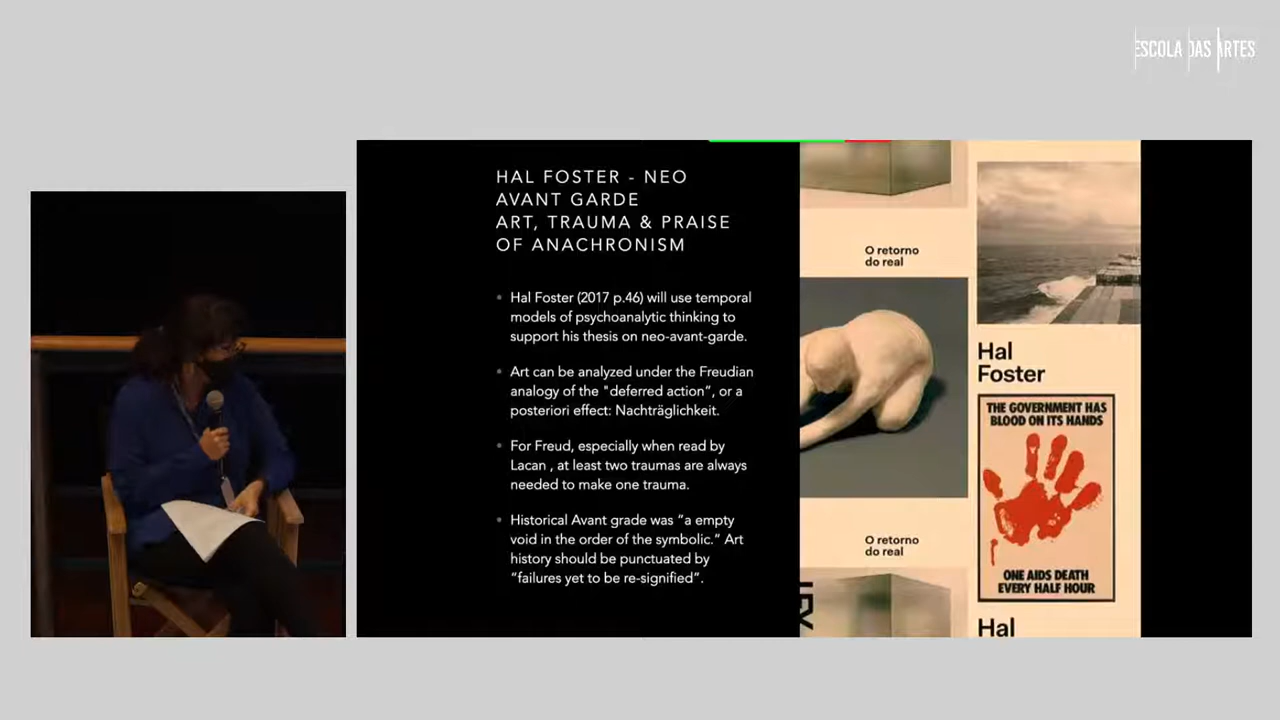 ESCOLA DAS ARTES
HAL FOSTER - NEO
AVANT GARDE
ART, TRAUMA & PRAISE
OF ANACHRONISM
• Hal Foster (2017 p.46) will use temporal
models of psychoanalytic thinking to
support his thesis on neo-avant-garde.
• Art can be analyzed under the Freudian
analogy of the "deferred action”, or a
posteriori effect: Nachträglichkeit.
• For Freud, especially when read by
Lacan , at least two traumas are always
needed to make one trauma.
• Historical Avant grade was “a empty
void in the order of the symbolic.” Art
history should be punctuated by
“failures yet to be re-signified”.
O retorno
do real
O retorno
do real
Hal
Foster
THE GOVERNMENT HAS
BLOOD ON ITS HANDS
ONE AIDS DEATH
EVERY HALF HOUR
Hal